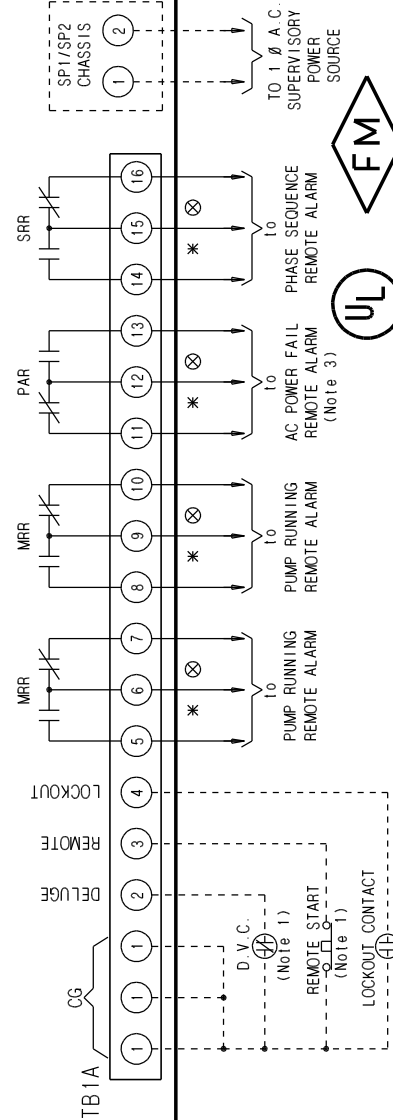 TB1A
CG
1
1
1
2
3
4
5
6
7
8
9
10
11
12
13
14
15
16
DELUGE
REMOTE
LOCKOUT
MRR
MRR
PAR
SRR
SP1/SP2
CHASSIS
1
2
D.V.C.
(Note 1)
REMOTE START
(Note 1)
LOCKOUT CONTACT
to
PUMP RUNNING
REMOTE ALARM
to
PUMP RUNNING
REMOTE ALARM
to
AC POWER FAIL
REMOTE ALARM
(Note 3)
to
PHASE SEQUENCE
REMOTE ALARM
TO 1 Ø A.C.
SUPERVISORY
POWER
SOURCE
UL
FM